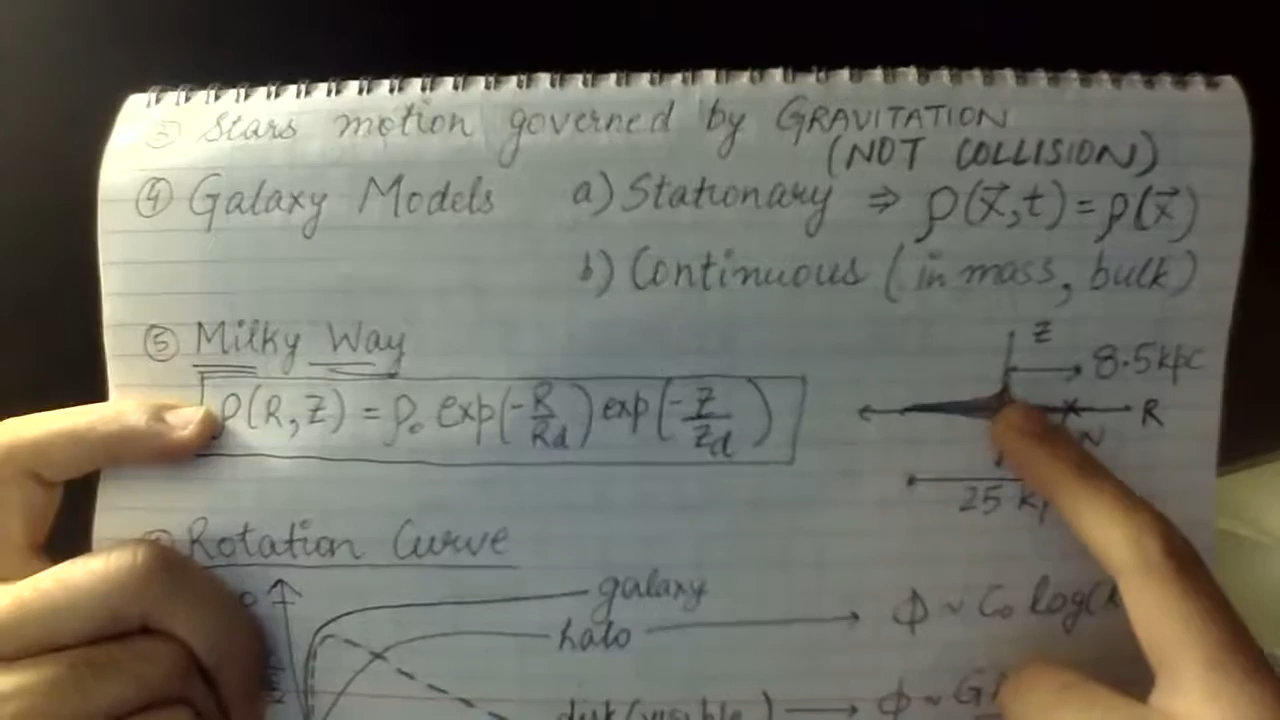 ③ Stars motion governed by GRAVITATION
(NOT COLLISION)
④ Galaxy Models a) Stationary ⇒ ρ(x⃗,t) = ρ(x⃗)
b) Continuous (in mass, bulk)
⑤ Milky Way
ρ(R,Z) = ρ₀ exp(-R/Rd) exp(-Z/Zd)
Z
8.5kpc
R
25
Rotation Curve
galaxy
halo → ϕ ~ C₀ log(
disk (visible) → ϕ ~